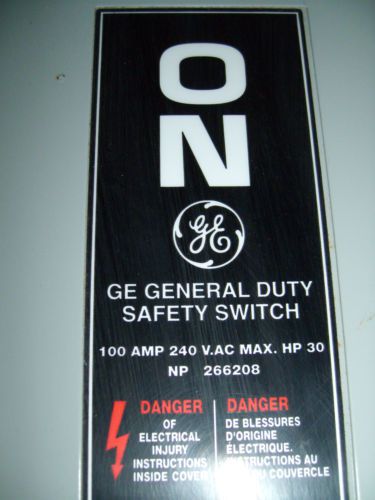 O
N
GE
GE GENERAL DUTY
SAFETY SWITCH
100 AMP 240 V.AC MAX. HP 30
NP 266208
DANGER
OF
ELECTRICAL
INJURY
INSTRUCTIONS
INSIDE COVER
DANGER
DE BLESSURES
D'ORIGINE
ÉLECTRIQUE.
INSTRUCTIONS AU
COUVERCLE